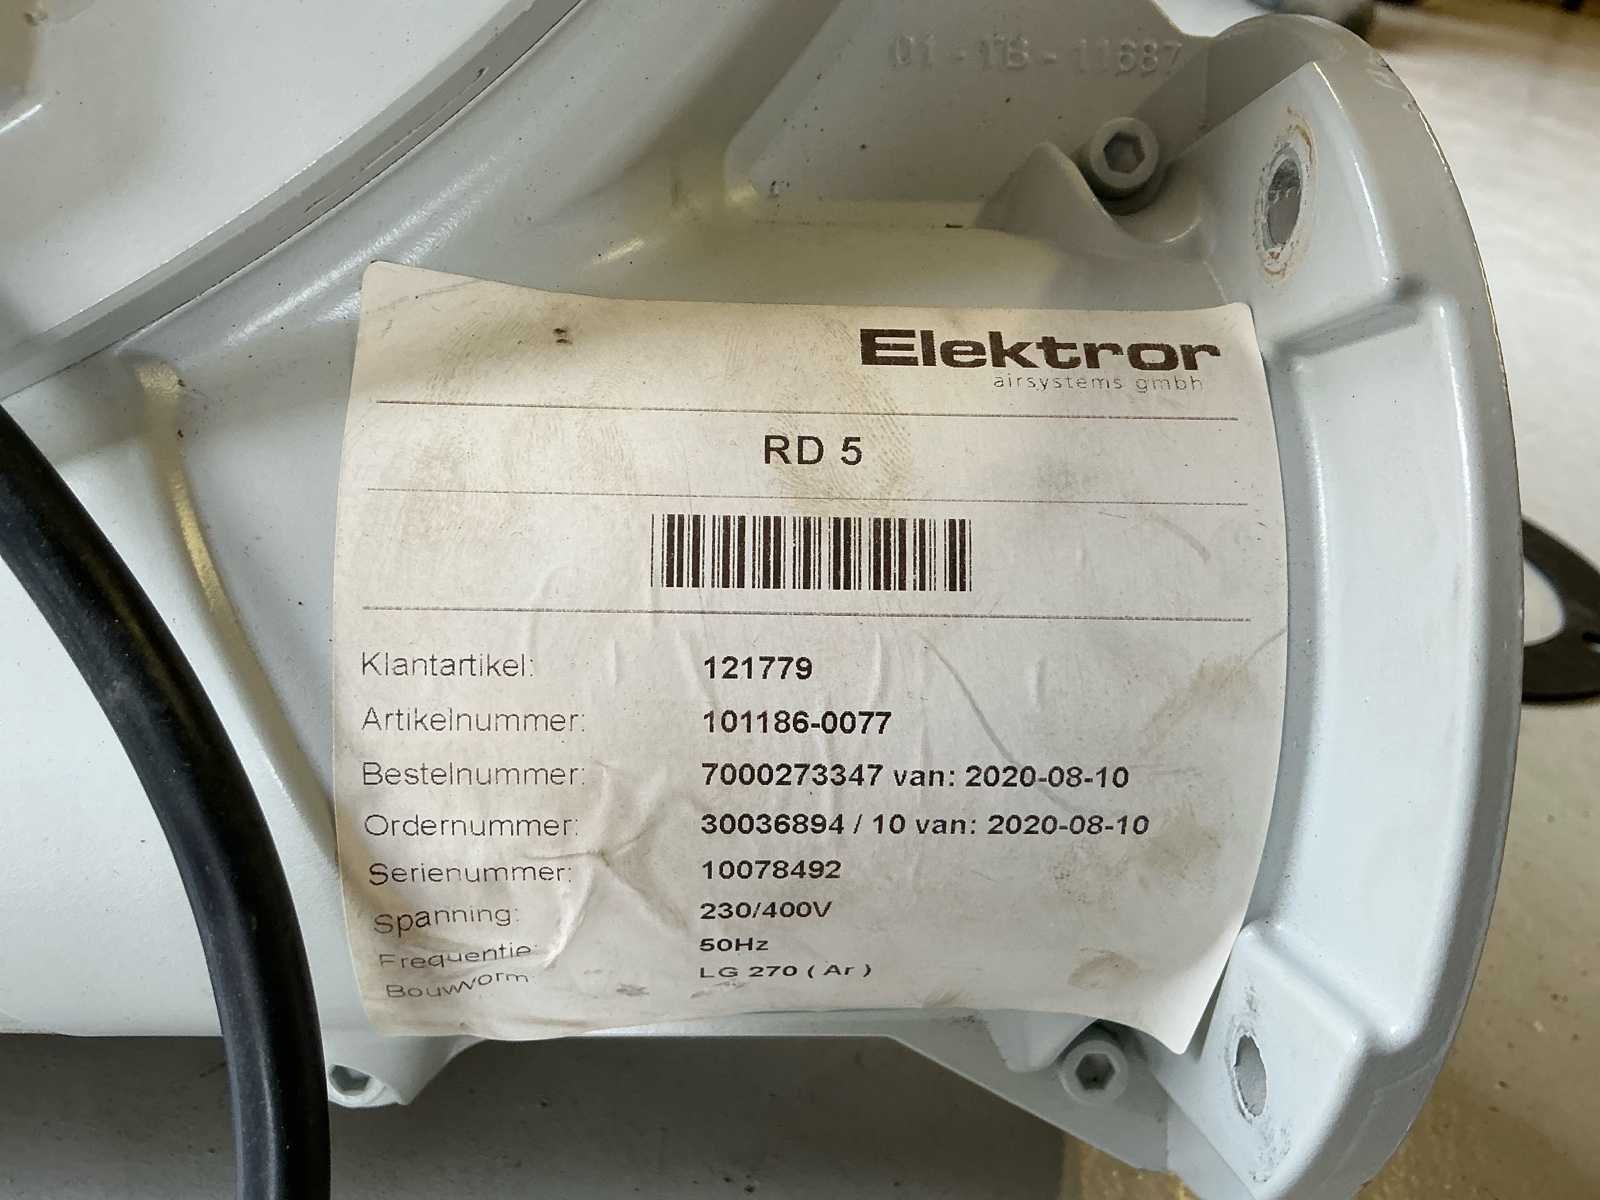 01-TB-11687
Elektror
airsystems gmbh
RD 5
Klantartikel: 121779
Artikelnummer: 101186-0077
Bestelnummer: 7000273347 van: 2020-08-10
Ordernummer: 30036894 / 10 van: 2020-08-10
Serienummer: 10078492
Spanning: 230/400V
Frequentie: 50Hz
Bouwvorm LG 270 ( Ar )